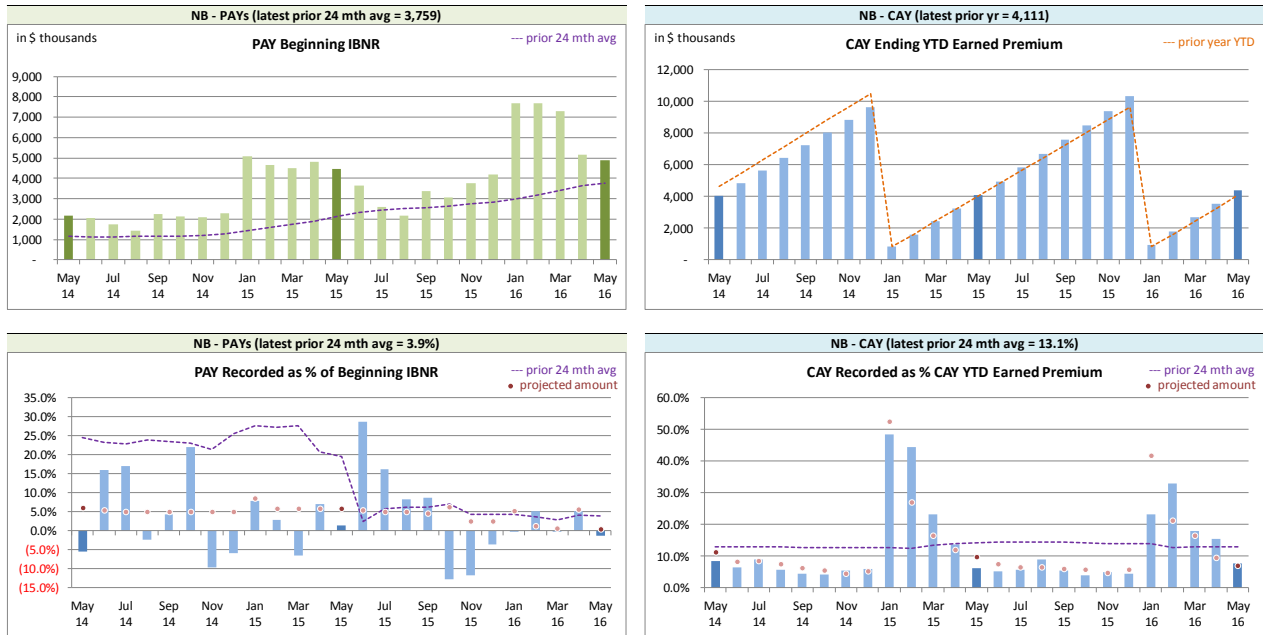 NB - PAYs (latest prior 24 mth avg = 3,759)
in $ thousands
PAY Beginning IBNR
--- prior 24 mth avg
9,000
8,000
7,000
6,000
5,000
4,000
3,000
2,000
1,000
-
May Jul Sep Nov Jan Mar May Jul Sep Nov Jan Mar May
14 14 14 14 15 15 15 15 15 15 16 16 16
NB - CAY (latest prior yr = 4,111)
in $ thousands
CAY Ending YTD Earned Premium
--- prior year YTD
12,000
10,000
8,000
6,000
4,000
2,000
-
May Jul Sep Nov Jan Mar May Jul Sep Nov Jan Mar May
14 14 14 14 15 15 15 15 15 15 16 16 16
NB - PAYs (latest prior 24 mth avg = 3.9%)
PAY Recorded as % of Beginning IBNR
--- prior 24 mth avg
• projected amount
35.0%
30.0%
25.0%
20.0%
15.0%
10.0%
5.0%
0.0%
(5.0%)
(10.0%)
(15.0%)
May Jul Sep Nov Jan Mar May Jul Sep Nov Jan Mar May
14 14 14 14 15 15 15 15 15 15 16 16 16
NB - CAY (latest prior 24 mth avg = 13.1%)
CAY Recorded as % CAY YTD Earned Premium
--- prior 24 mth avg
• projected amount
60.0%
50.0%
40.0%
30.0%
20.0%
10.0%
0.0%
May Jul Sep Nov Jan Mar May Jul Sep Nov Jan Mar May
14 14 14 14 15 15 15 15 15 15 16 16 16